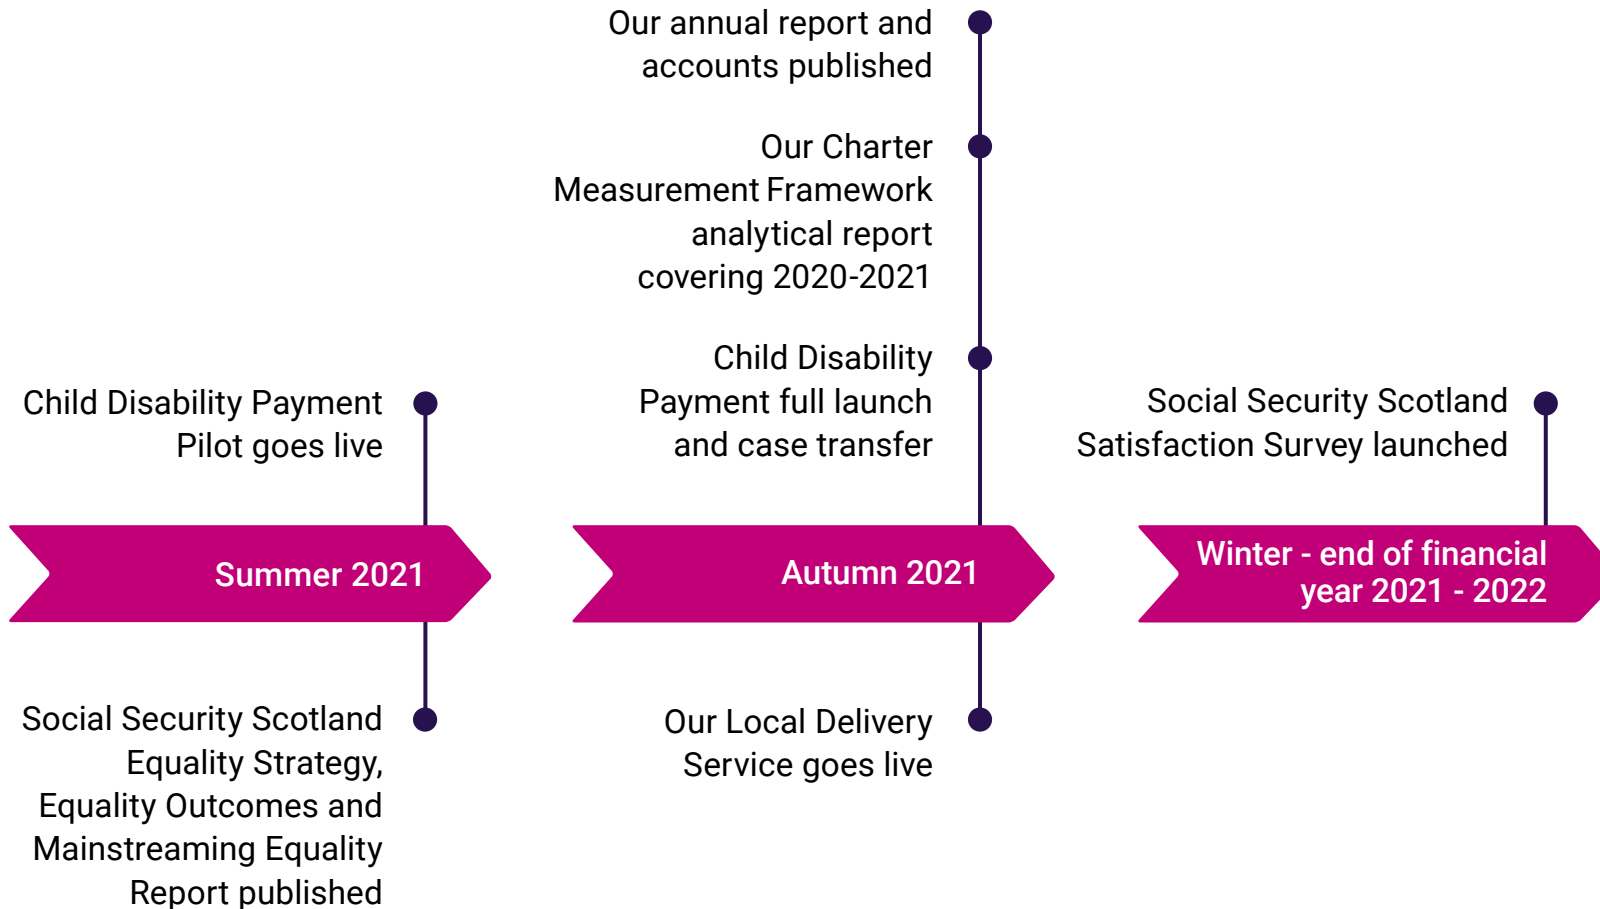 Child Disability Payment
Pilot goes live
Summer 2021
Social Security Scotland
Equality Strategy,
Equality Outcomes and
Mainstreaming Equality
Report published
Our annual report and
accounts published
Our Charter
Measurement Framework
analytical report
covering 2020-2021
Child Disability
Payment full launch
and case transfer
Autumn 2021
Our Local Delivery
Service goes live
Social Security Scotland
Satisfaction Survey launched
Winter - end of financial
year 2021 - 2022